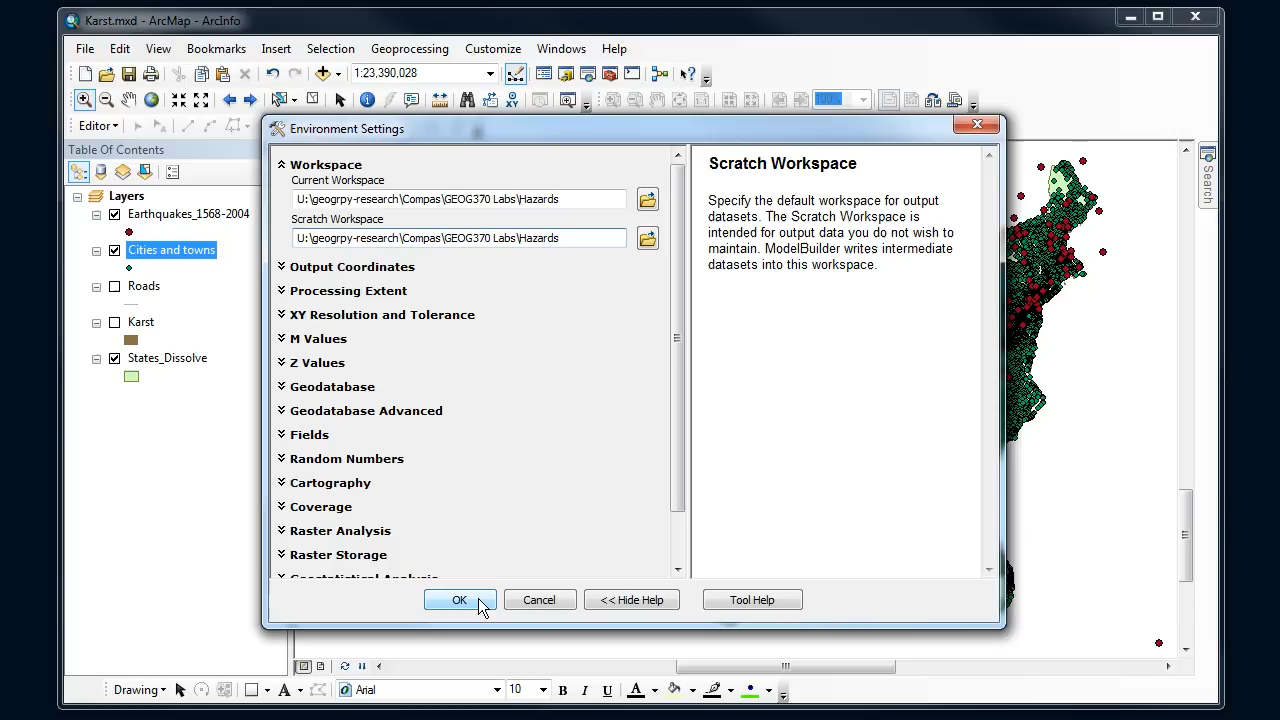 Karst.mxd - ArcMap - ArcInfo
File Edit View Bookmarks Insert Selection Geoprocessing Customize Windows Help
1:23,390,028
100%
Editor
Environment Settings
Table Of Contents
Layers
Earthquakes_1568-2004
Cities and towns
Roads
Karst
States_Dissolve
Workspace
Current Workspace
U:\geogrpy-research\Compas\GEOG370 Labs\Hazards
Scratch Workspace
U:\geogrpy-research\Compas\GEOG370 Labs\Hazards
Output Coordinates
Processing Extent
XY Resolution and Tolerance
M Values
Z Values
Geodatabase
Geodatabase Advanced
Fields
Random Numbers
Cartography
Coverage
Raster Analysis
Raster Storage
Geostatistical Analysis
Scratch Workspace
Specify the default workspace for output
datasets. The Scratch Workspace is
intended for output data you do not wish to
maintain. ModelBuilder writes intermediate
datasets into this workspace.
Search
OK Cancel << Hide Help Tool Help
Drawing A Arial 10 B I U A